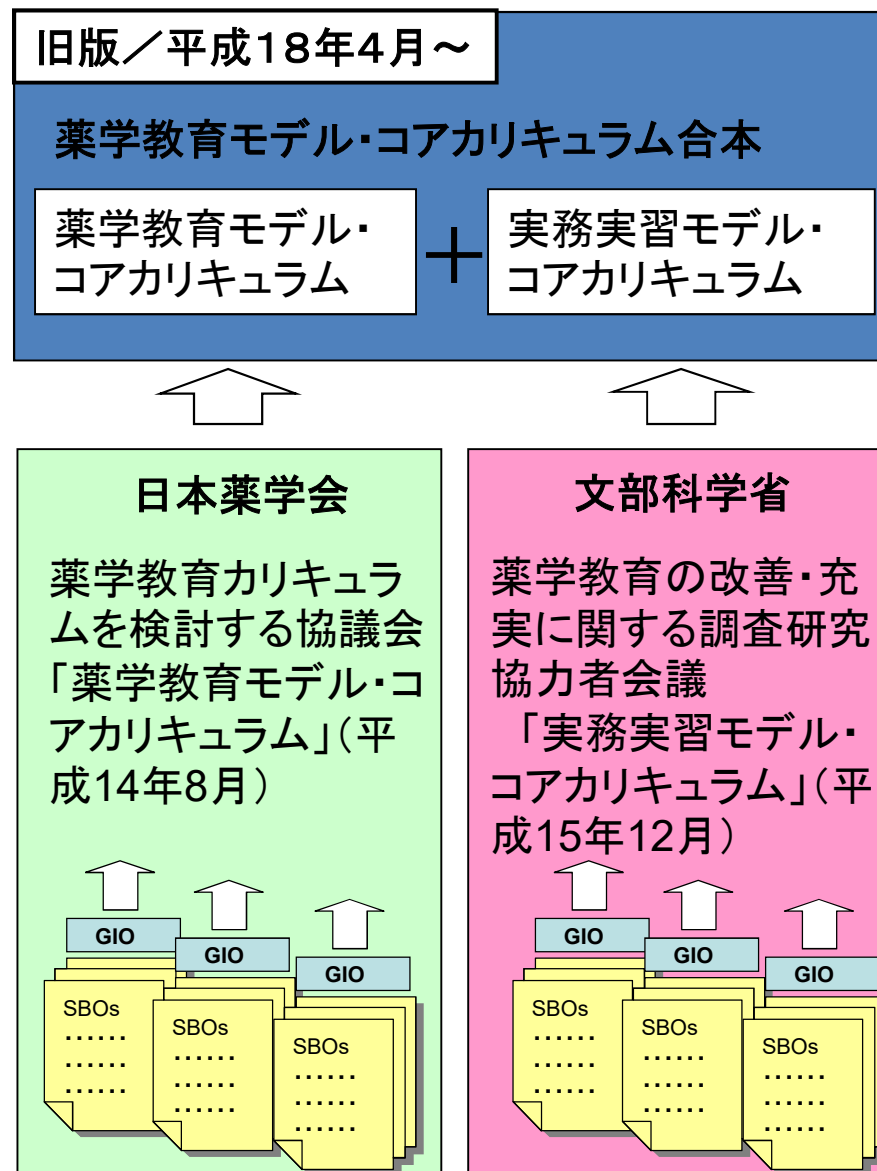 旧版／平成18年4月～
薬学教育モデル・コアカリキュラム合本
薬学教育モデル・
コアカリキュラム
＋
実務実習モデル・
コアカリキュラム
日本薬学会
薬学教育カリキュラ
ムを検討する協議会
「薬学教育モデル・コ
アカリキュラム」（平
成14年8月）
GIO
GIO
GIO
SBOs
……
……
……
SBOs
……
……
……
SBOs
……
……
……
文部科学省
薬学教育の改善・充
実に関する調査研究
協力者会議
「実務実習モデル・
コアカリキュラム」（平
成15年12月）
GIO
GIO
GIO
SBOs
……
……
……
SBOs
……
……
……
SBOs
……
……
……